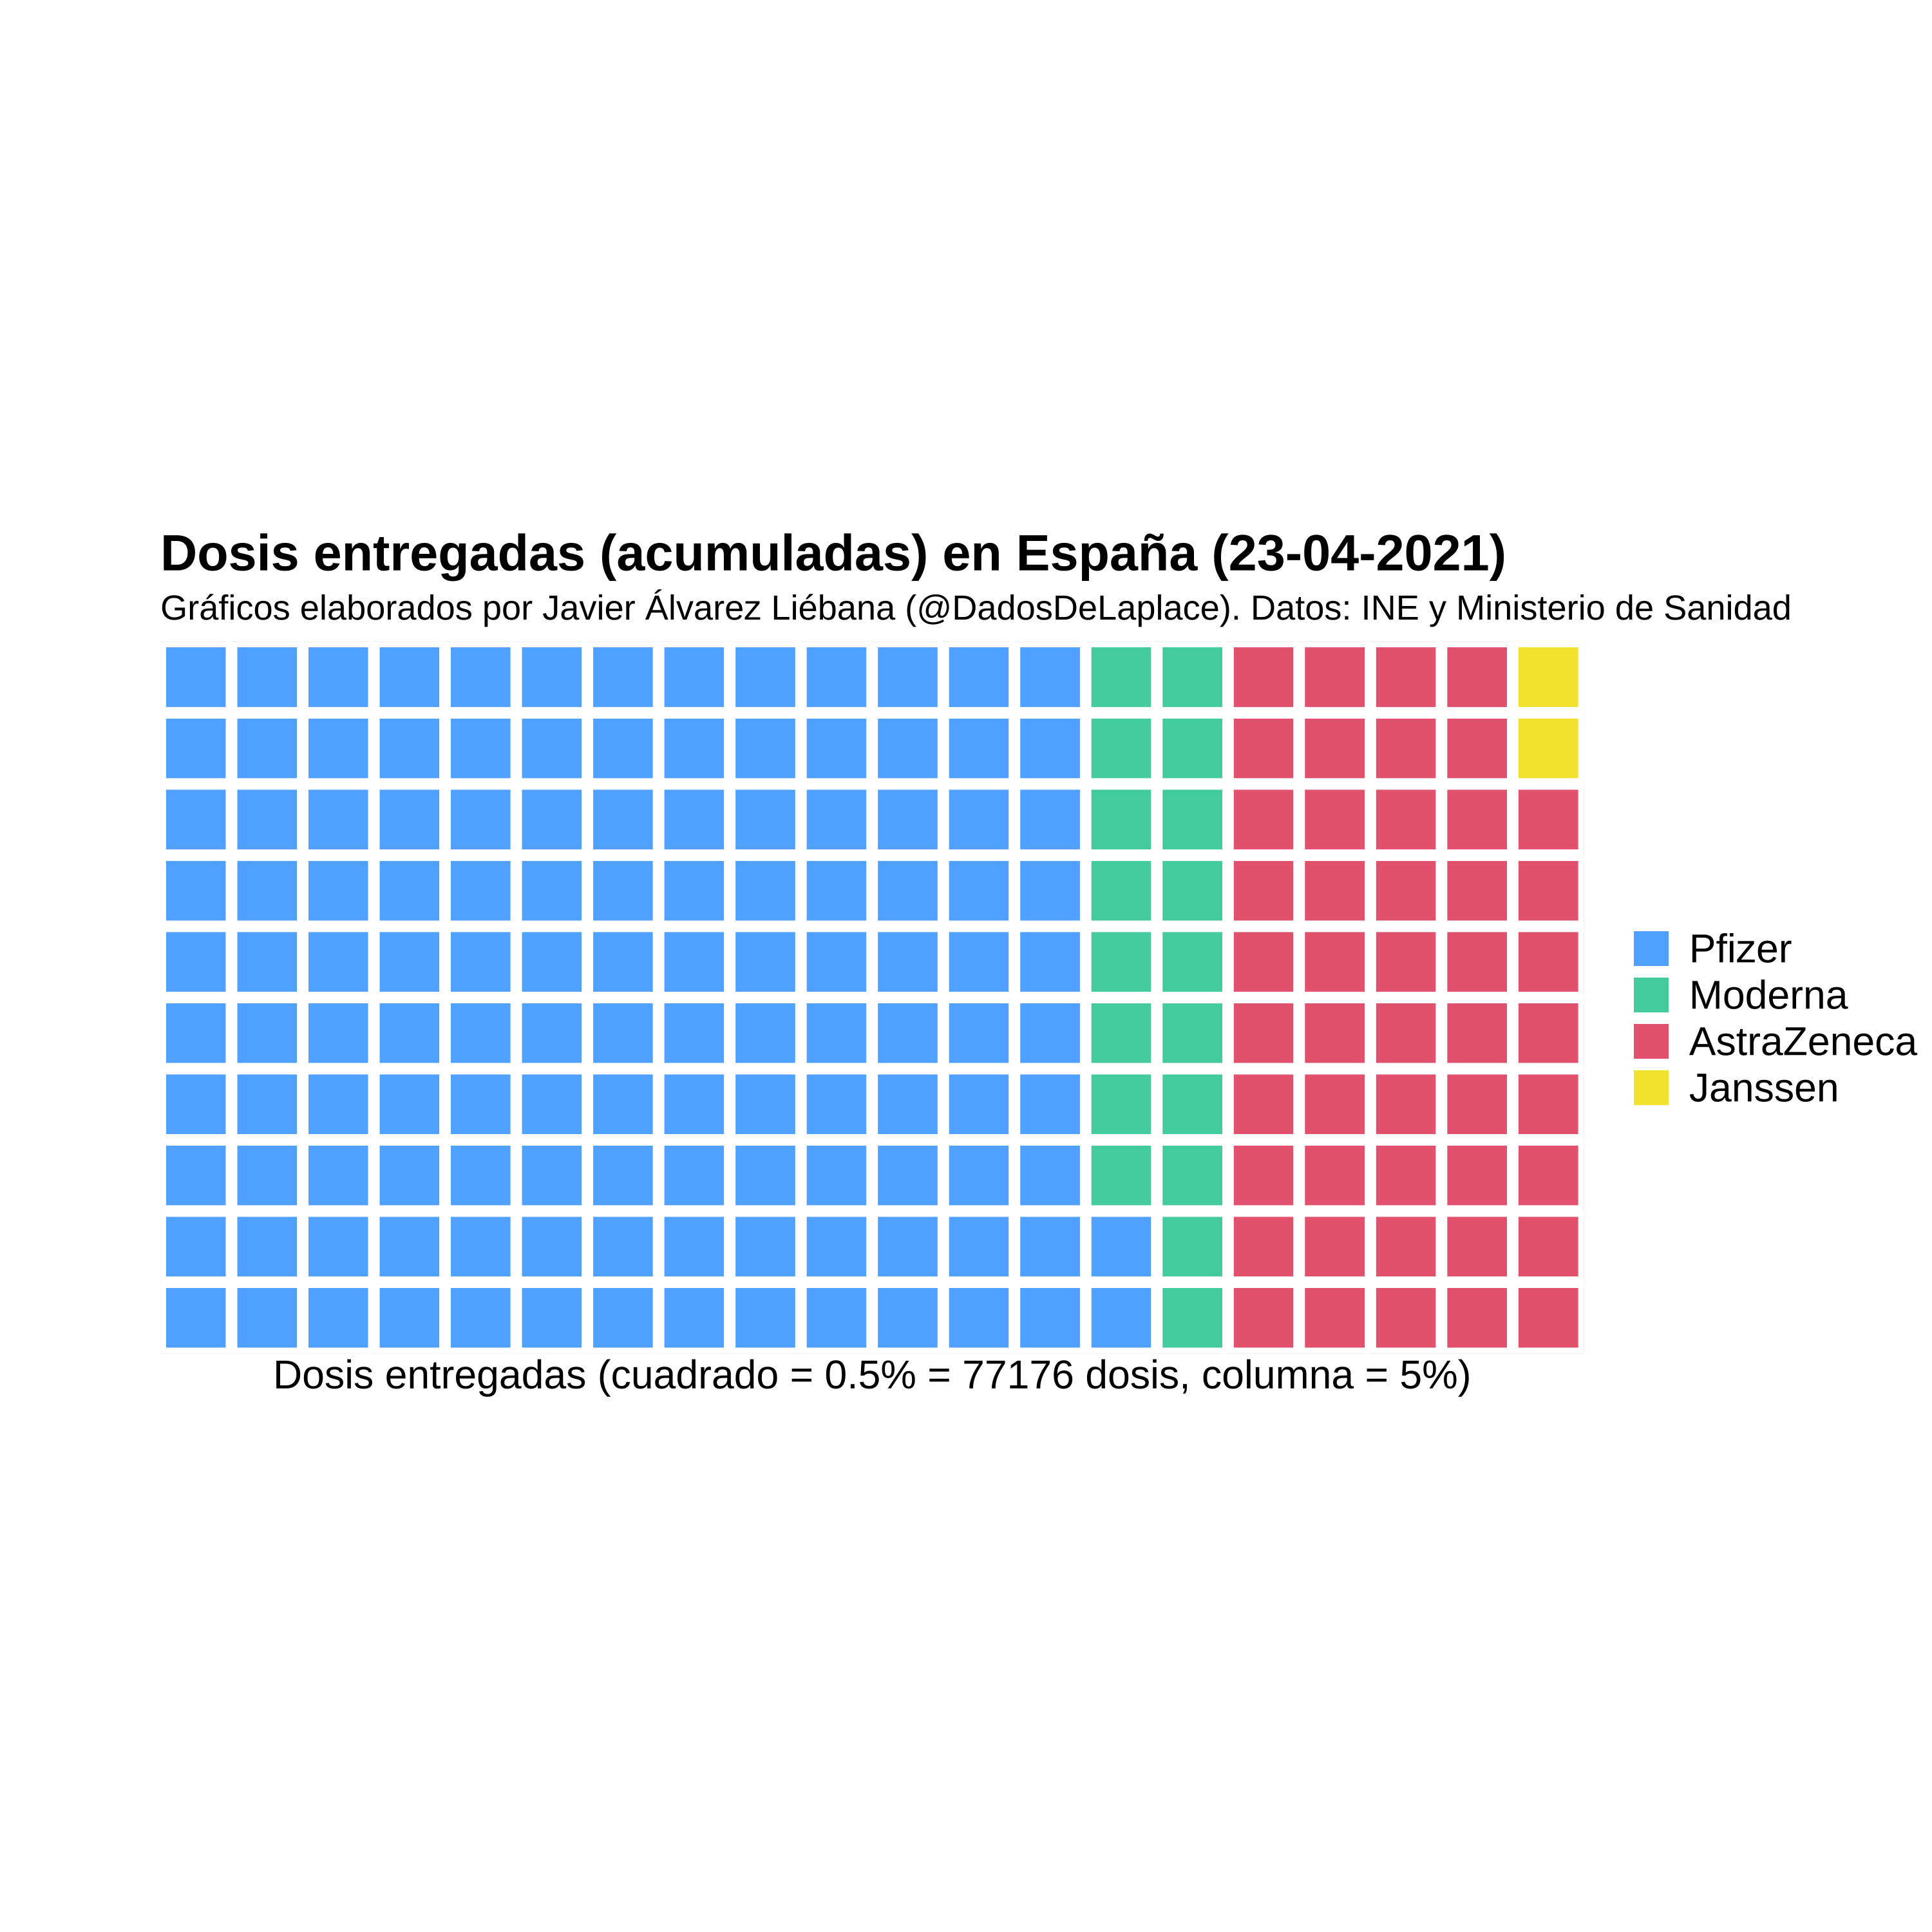 Dosis entregadas (acumuladas) en España (23-04-2021)
Gráficos elaborados por Javier Álvarez Liébana (@DadosDeLaplace). Datos: INE y Ministerio de Sanidad
Pfizer
Moderna
AstraZeneca
Janssen
Dosis entregadas (cuadrado = 0.5% = 77176 dosis, columna = 5%)